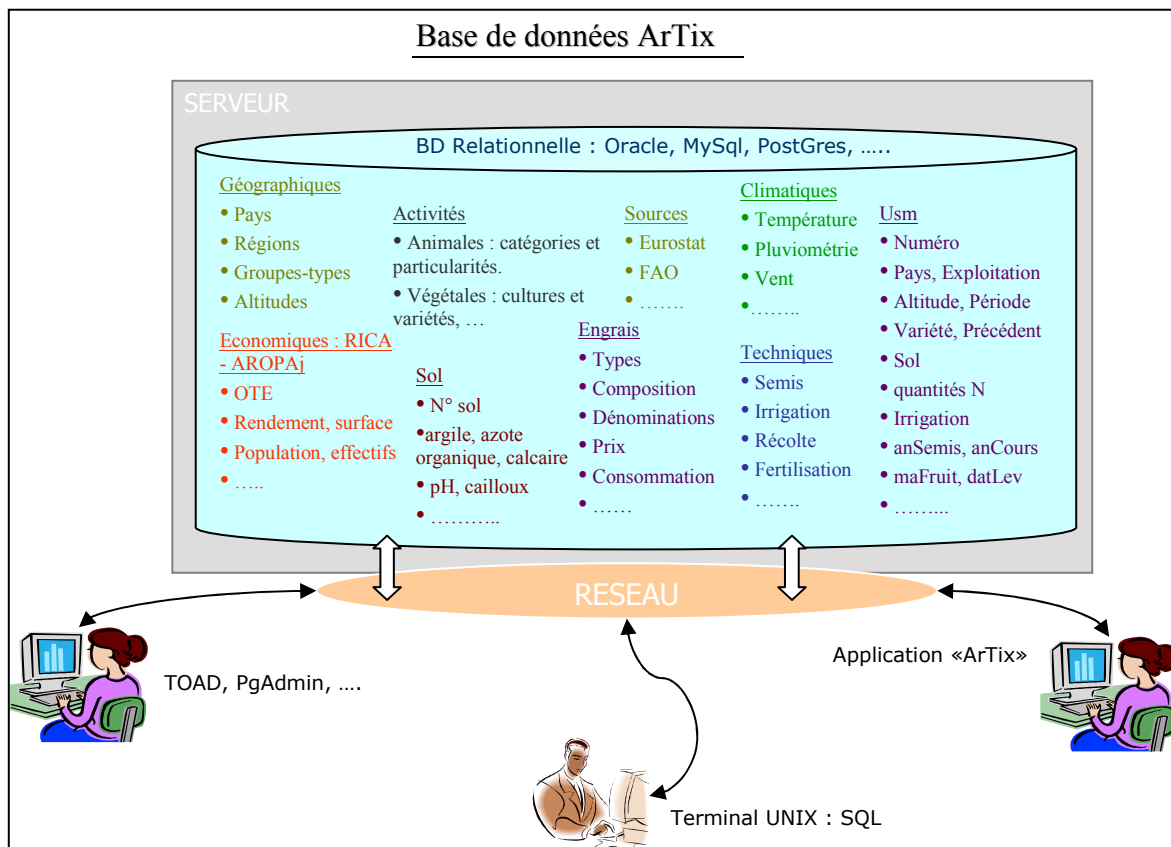 Base de données ArTix
SERVEUR
BD Relationnelle : Oracle, MySql, PostGres, …..
Géographiques
• Pays
• Régions
• Groupes-types
• Altitudes
Economiques : RICA
- AROPAj
• OTE
• Rendement, surface
• Population, effectifs
• …..
Activités
• Animales : catégories et
particularités.
• Végétales : cultures et
variétés, …
Sol
• N° sol
•argile, azote
organique, calcaire
• pH, cailloux
• ………..
Sources
• Eurostat
• FAO
• …….
Engrais
• Types
• Composition
• Dénominations
• Prix
• Consommation
• ……
Climatiques
• Température
• Pluviométrie
• Vent
•……..
Techniques
• Semis
• Irrigation
• Récolte
• Fertilisation
• …….
Usm
• Numéro
• Pays, Exploitation
• Altitude, Période
• Variété, Précédent
• Sol
• quantités N
• Irrigation
• anSemis, anCours
• maFruit, datLev
• ……...
RESEAU
TOAD, PgAdmin, ….
Application «ArTix»
Terminal UNIX : SQL